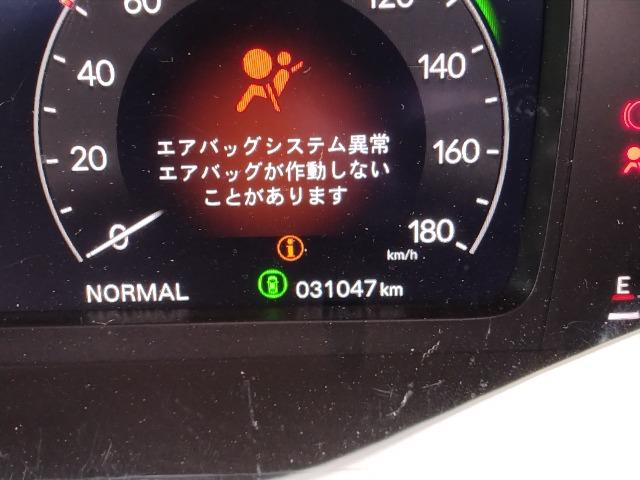 60
120
40
140
20
160
0
180
km/h
エアバッグシステム異常
エアバッグが作動しない
ことがあります
NORMAL
031047 km
E